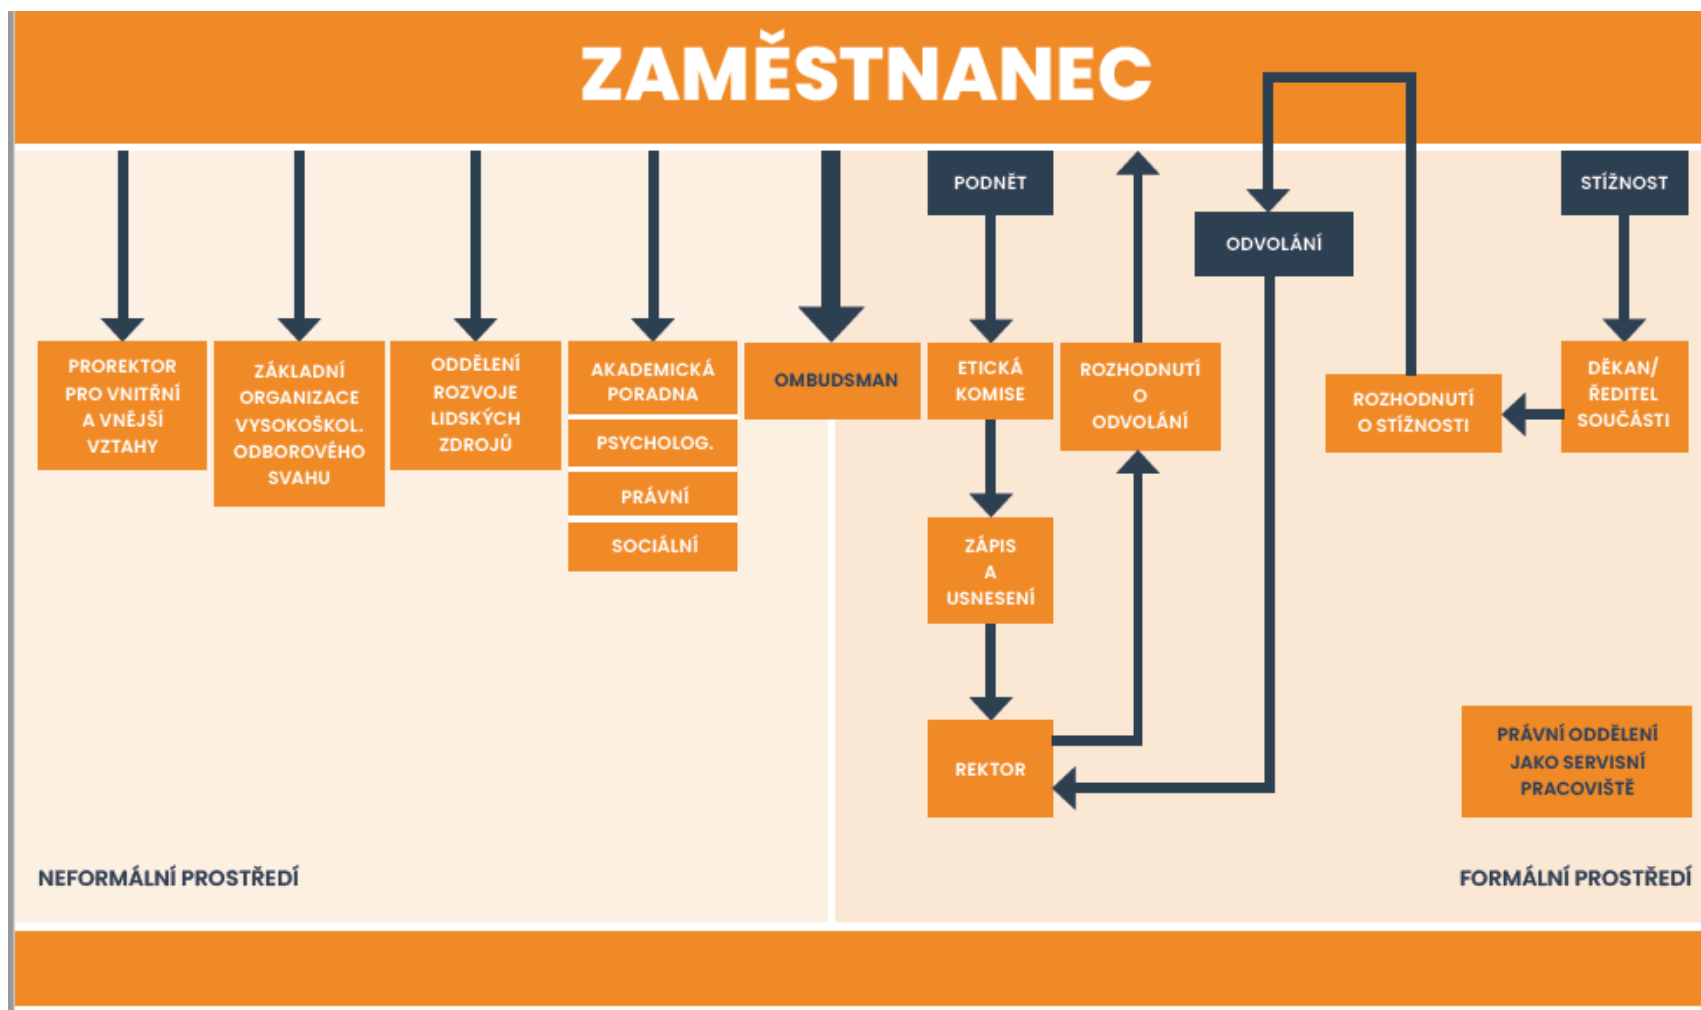 ZAMĚSTNANEC
PODNĚT
STÍŽNOST
ODVOLÁNÍ
PROREKTOR
PRO VNITŘNÍ
A VNĚJŠÍ
VZTAHY
ZÁKLADNÍ
ORGANIZACE
VYSOKOŠKOL.
ODBOROVÉHO
SVAHU
ODDĚLENÍ
ROZVOJE
LIDSKÝCH
ZDROJŮ
AKADEMICKÁ
PORADNA
PSYCHOLOG.
PRÁVNÍ
SOCIÁLNÍ
OMBUDSMAN
ETICKÁ
KOMISE
ROZHODNUTÍ
O
ODVOLÁNÍ
ROZHODNUTÍ
O STÍŽNOSTI
DĚKAN/
ŘEDITEL
SOUČÁSTI
ZÁPIS
A
USNESENÍ
REKTOR
PRÁVNÍ ODDĚLENÍ
JAKO SERVISNÍ
PRACOVIŠTĚ
NEFORMÁLNÍ PROSTŘEDÍ
FORMÁLNÍ PROSTŘEDÍ